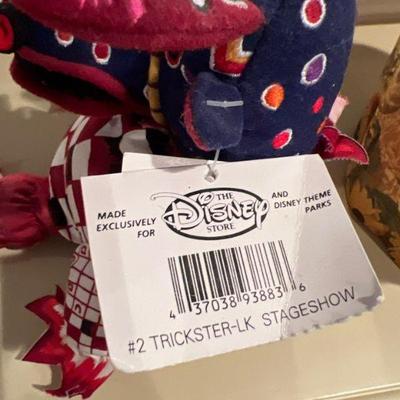 MADE EXCLUSIVELY FOR
THE
Disney
STORE
AND DISNEY THEME PARKS
4 37038 93883 6
#2 TRICKSTER-LK STAGESHOW